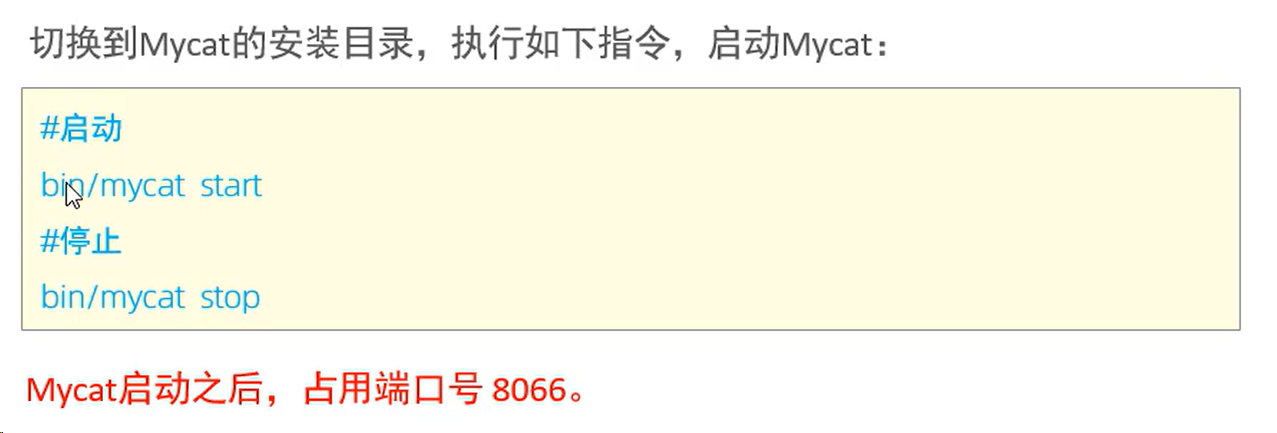 切换到Mycat的安装目录，执行如下指令，启动Mycat：
#启动
bin/mycat start
#停止
bin/mycat stop
Mycat启动之后，占用端口号 8066。